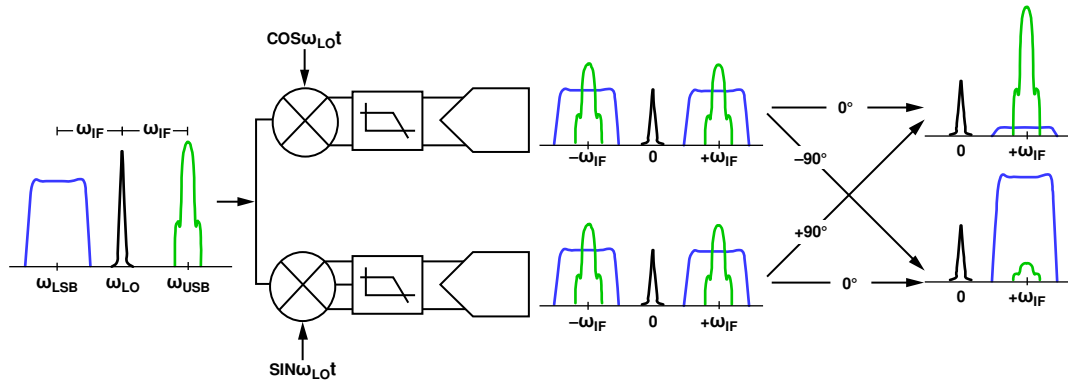 COSωLOt
ωIF ωIF
ωLSB ωLO ωUSB
SINωLOt
−ωIF 0 +ωIF
−ωIF 0 +ωIF
0°
−90°
+90°
0°
0 +ωIF
0 +ωIF